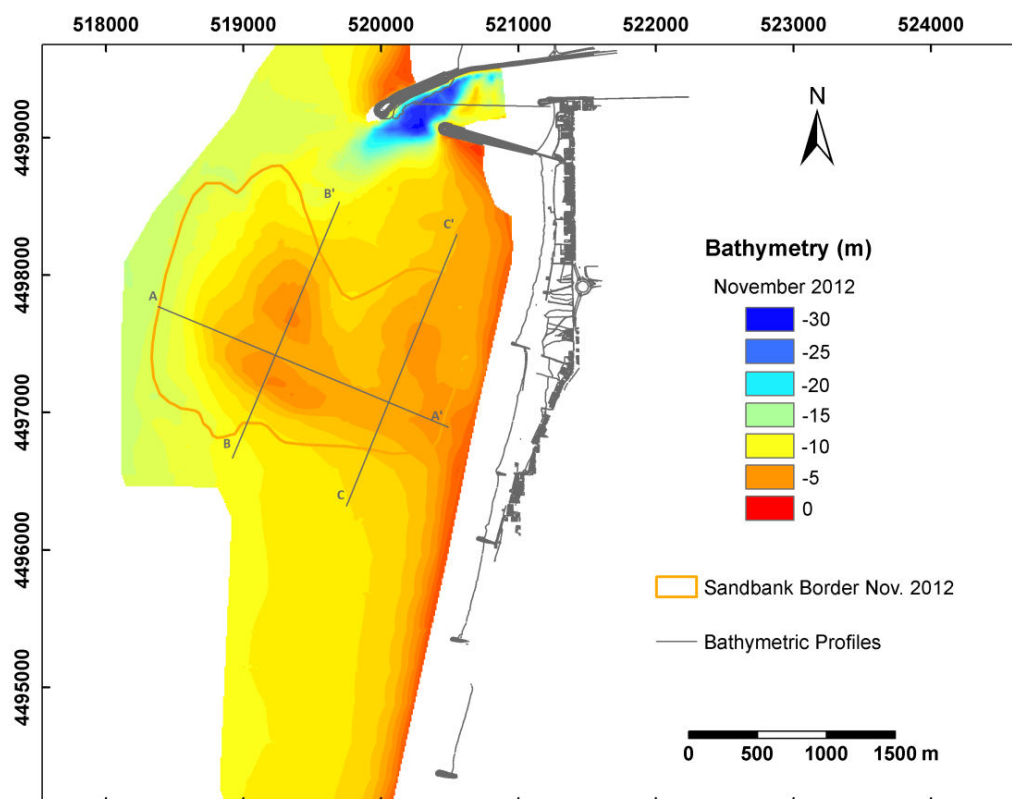 518000 519000 520000 521000 522000 523000 524000
4499000
4498000
4497000
4496000
4495000
N
B'
C'
A
A'
B
C
Bathymetry (m)
November 2012
-30
-25
-20
-15
-10
-5
0
Sandbank Border Nov. 2012
Bathymetric Profiles
0 500 1000 1500 m